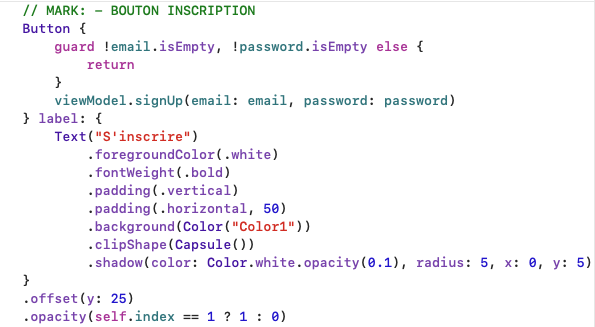 // MARK: - BOUTON INSCRIPTION
Button {
    guard !email.isEmpty, !password.isEmpty else {
        return
    }
    viewModel.signUp(email: email, password: password)
} label: {
    Text("S'inscrire")
        .foregroundColor(.white)
        .fontWeight(.bold)
        .padding(.vertical)
        .padding(.horizontal, 50)
        .background(Color("Color1"))
        .clipShape(Capsule())
        .shadow(color: Color.white.opacity(0.1), radius: 5, x: 0, y: 5)
}
.offset(y: 25)
.opacity(self.index == 1 ? 1 : 0)